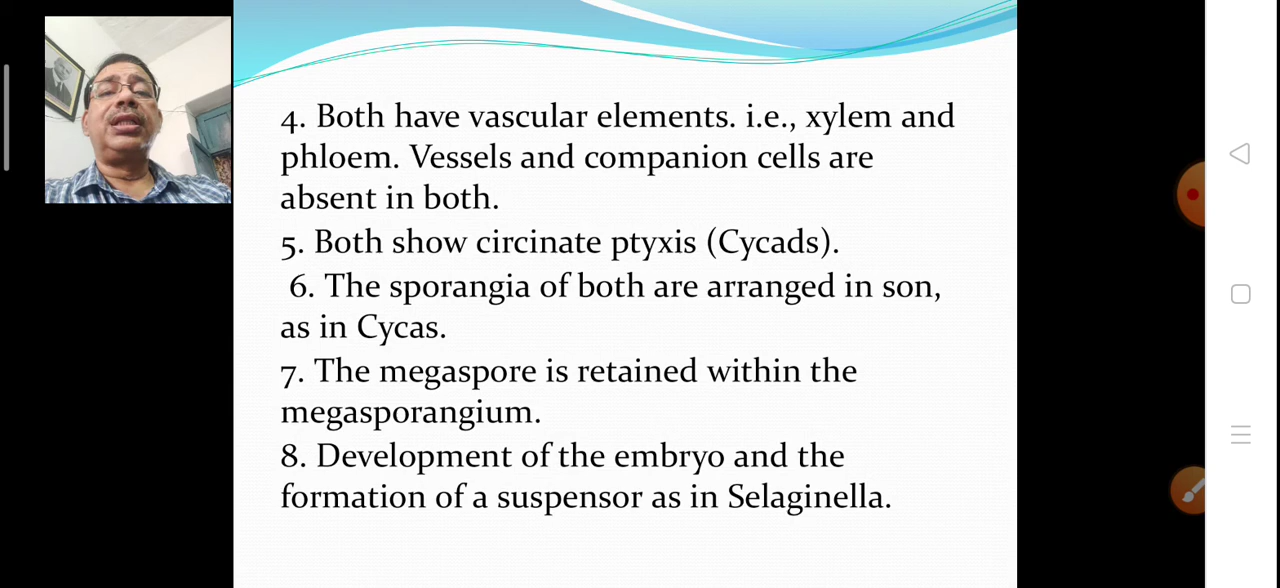 4. Both have vascular elements. i.e., xylem and
phloem. Vessels and companion cells are
absent in both.
5. Both show circinate ptyxis (Cycads).
6. The sporangia of both are arranged in son,
as in Cycas.
7. The megaspore is retained within the
megasporangium.
8. Development of the embryo and the
formation of a suspensor as in Selaginella.